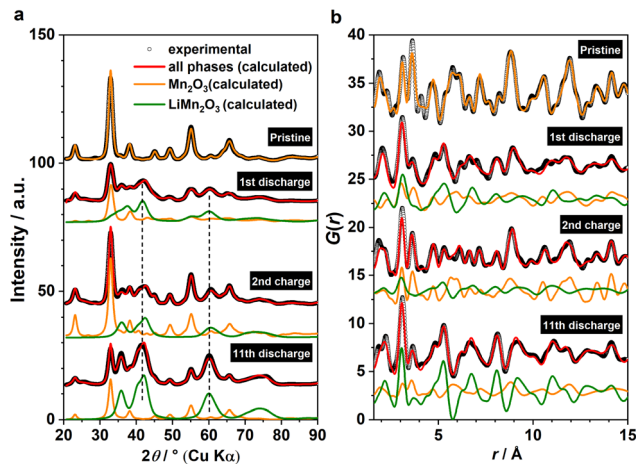 a
b
150
100
50
0
Intensity / a.u.
experimental
all phases (calculated)
Mn₂O₃(calculated)
LiMn₂O₃(calculated)
Pristine
1st discharge
2nd charge
11th discharge
20 30 40 50 60 70 80 90
2θ / ° (Cu Kα)
40
35
30
25
20
15
10
5
0
G(r)
Pristine
1st discharge
2nd charge
11th discharge
5 10 15
r / Å